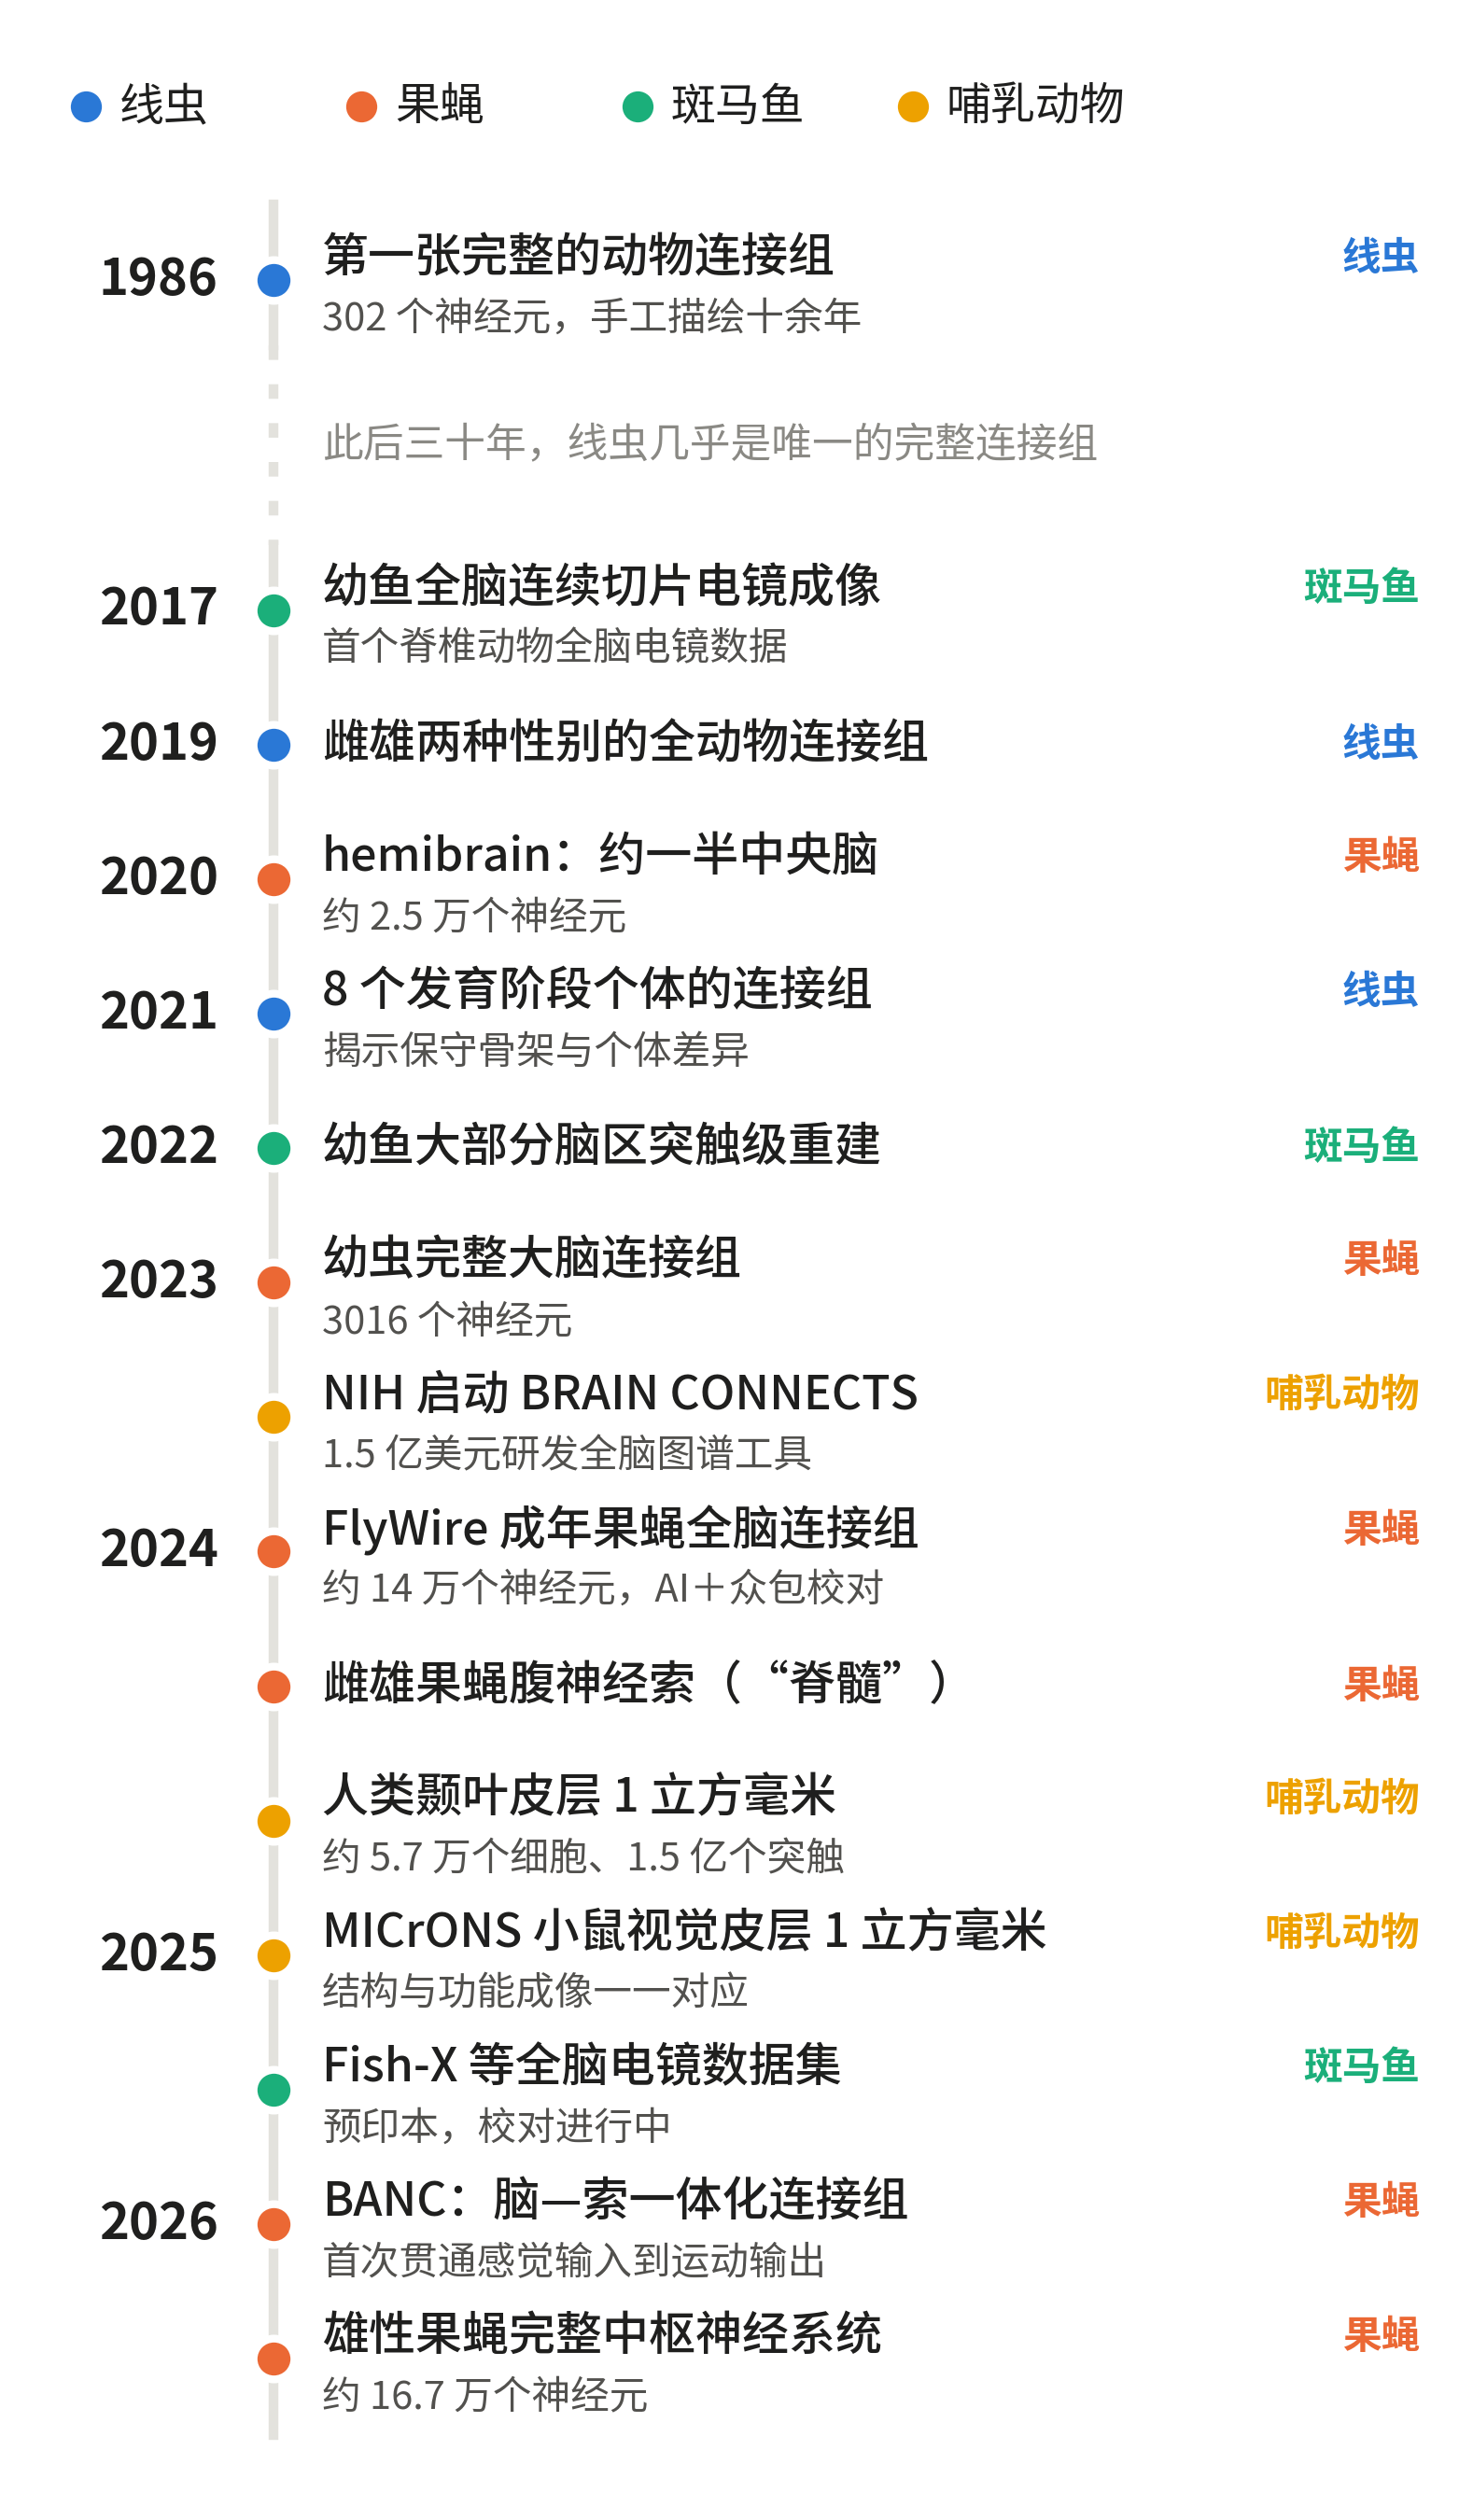 线虫 果蝇 斑马鱼 哺乳动物
1986 第一张完整的动物连接组 线虫
302 个神经元，手工描绘十余年
此后三十年，线虫几乎是唯一的完整连接组
2017 幼鱼全脑连续切片电镜成像 斑马鱼
首个脊椎动物全脑电镜数据
2019 雌雄两种性别的全动物连接组 线虫
2020 hemibrain：约一半中央脑 果蝇
约 2.5 万个神经元
2021 8 个发育阶段个体的连接组 线虫
揭示保守骨架与个体差异
2022 幼鱼大部分脑区突触级重建 斑马鱼
2023 幼虫完整大脑连接组 果蝇
3016 个神经元
NIH 启动 BRAIN CONNECTS 哺乳动物
1.5 亿美元研发全脑图谱工具
2024 FlyWire 成年果蝇全脑连接组 果蝇
约 14 万个神经元，AI＋众包校对
雌雄果蝇腹神经索（“脊髓”） 果蝇
人类颞叶皮层 1 立方毫米 哺乳动物
约 5.7 万个细胞、1.5 亿个突触
2025 MICrONS 小鼠视觉皮层 1 立方毫米 哺乳动物
结构与功能成像一一对应
Fish-X 等全脑电镜数据集 斑马鱼
预印本，校对进行中
2026 BANC：脑—索一体化连接组 果蝇
首次贯通感觉输入到运动输出
雄性果蝇完整中枢神经系统 果蝇
约 16.7 万个神经元